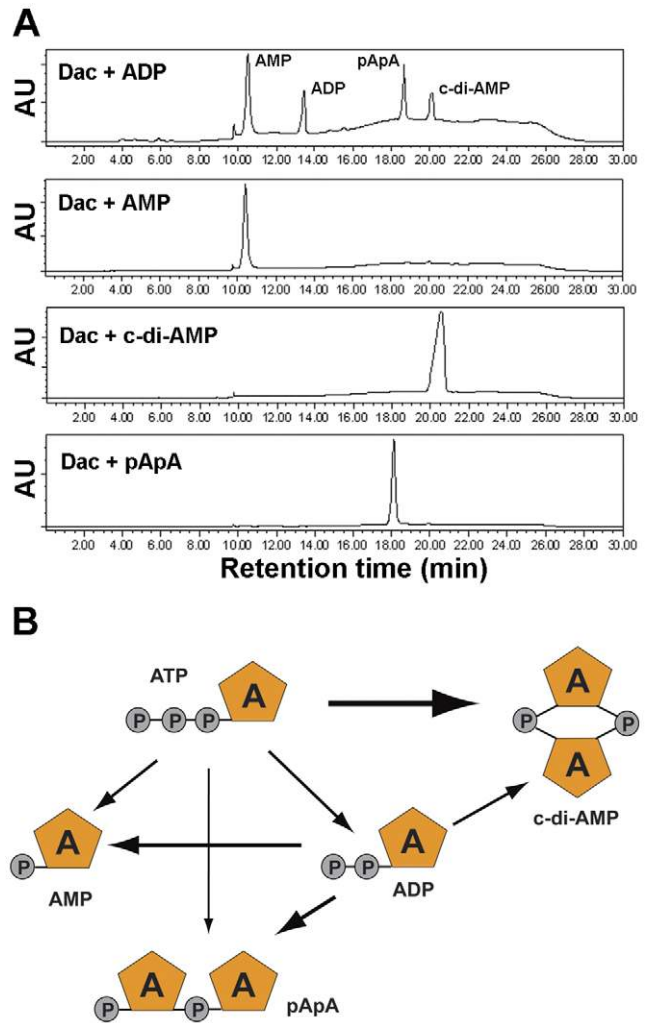 A
AU
Dac + ADP
AMP
ADP
pApA
c-di-AMP
2.00 4.00 6.00 8.00 10.00 12.00 14.00 16.00 18.00 20.00 22.00 24.00 26.00 28.00 30.00
AU
Dac + AMP
2.00 4.00 6.00 8.00 10.00 12.00 14.00 16.00 18.00 20.00 22.00 24.00 26.00 28.00 30.00
AU
Dac + c-di-AMP
2.00 4.00 6.00 8.00 10.00 12.00 14.00 16.00 18.00 20.00 22.00 24.00 26.00 28.00 30.00
AU
Dac + pApA
2.00 4.00 6.00 8.00 10.00 12.00 14.00 16.00 18.00 20.00 22.00 24.00 26.00 28.00 30.00
Retention time (min)
B
ATP
P P P A
A
P P
A
c-di-AMP
P A
AMP
P P A
ADP
P A P A
pApA